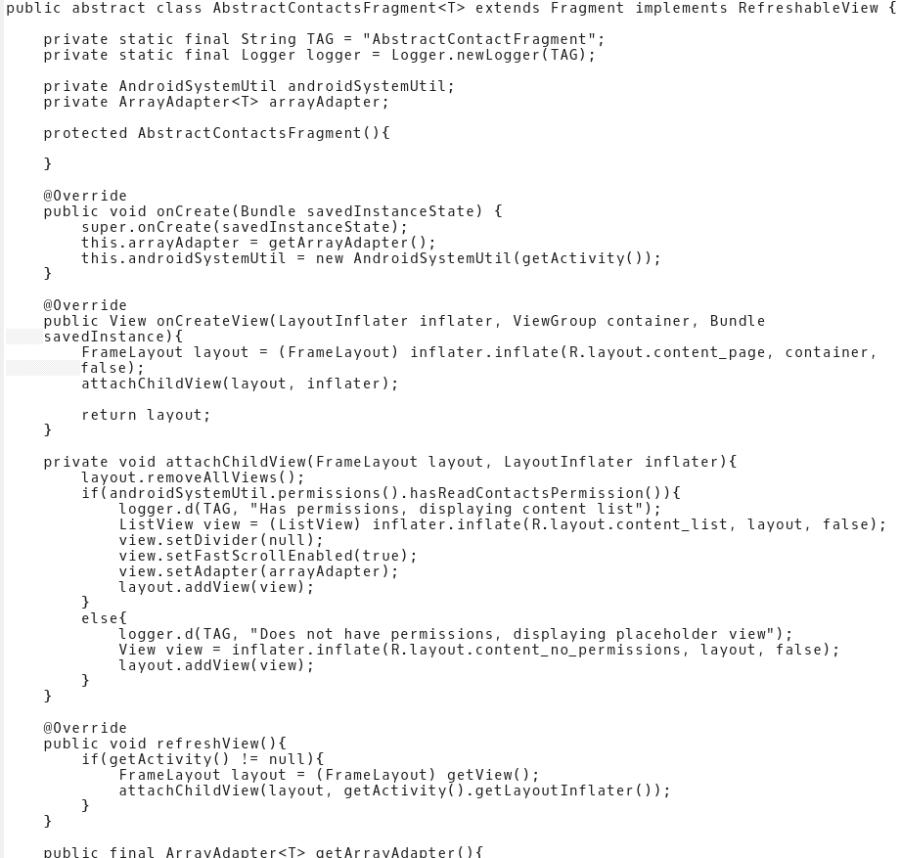 public abstract class AbstractContactsFragment<T> extends Fragment implements RefreshableView {
    private static final String TAG = "AbstractContactFragment";
    private static final Logger logger = Logger.newLogger(TAG);
    private AndroidSystemUtil androidSystemUtil;
    private ArrayAdapter<T> arrayAdapter;
    protected AbstractContactsFragment(){
    }
    @Override
    public void onCreate(Bundle savedInstanceState) {
        super.onCreate(savedInstanceState);
        this.arrayAdapter = getArrayAdapter();
        this.androidSystemUtil = new AndroidSystemUtil(getActivity());
    }
    @Override
    public View onCreateView(LayoutInflater inflater, ViewGroup container, Bundle
    savedInstance){
        FrameLayout layout = (FrameLayout) inflater.inflate(R.layout.content_page, container,
        false);
        attachChildView(layout, inflater);
        return layout;
    }
    private void attachChildView(FrameLayout layout, LayoutInflater inflater){
        layout.removeAllViews();
        if(androidSystemUtil.permissions().hasReadContactsPermission()){
            logger.d(TAG, "Has permissions, displaying content list");
            ListView view = (ListView) inflater.inflate(R.layout.content_list, layout, false);
            view.setDivider(null);
            view.setFastScrollEnabled(true);
            view.setAdapter(arrayAdapter);
            layout.addView(view);
        }
        else{
            logger.d(TAG, "Does not have permissions, displaying placeholder view");
            View view = inflater.inflate(R.layout.content_no_permissions, layout, false);
            layout.addView(view);
        }
    }
    @Override
    public void refreshView(){
        if(getActivity() != null){
            FrameLayout layout = (FrameLayout) getView();
            attachChildView(layout, getActivity().getLayoutInflater());
        }
    }
    public final ArrayAdapter<T> getArrayAdapter(){